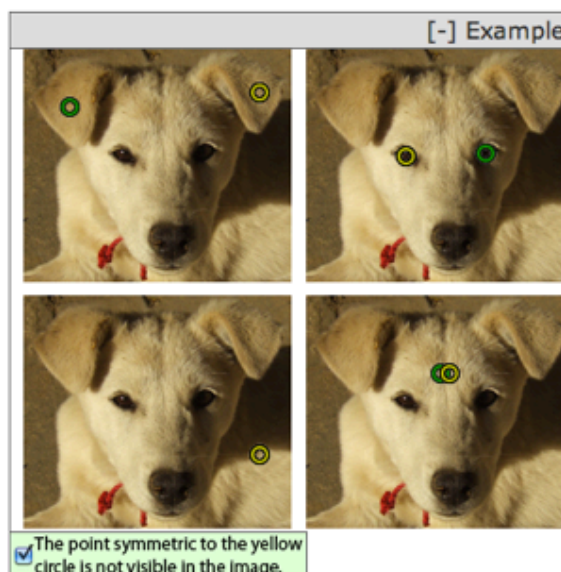 [-] Example
The point symmetric to the yellow
circle is not visible in the image.